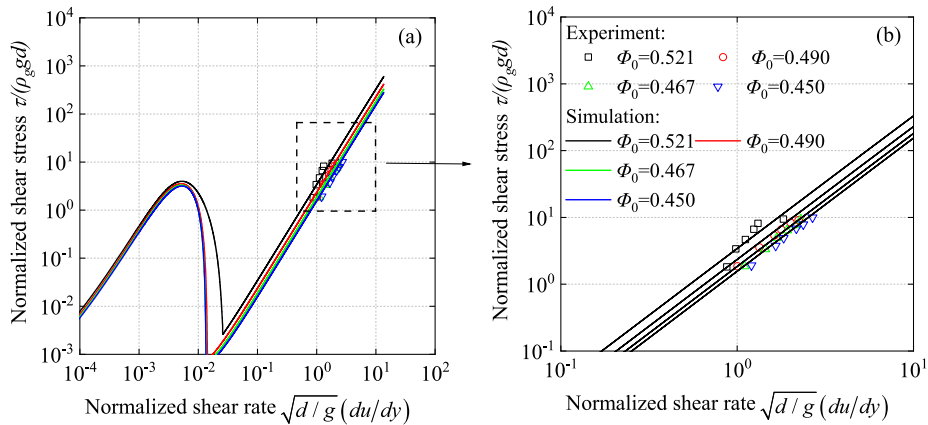 (a)
10^4
10^3
10^2
10^1
10^0
10^-1
10^-2
10^-3
10^-4 10^-3 10^-2 10^-1 10^0 10^1 10^2
Normalized shear stress τ/(ρ_g gd)
Normalized shear rate √d / g (du/dy)
(b)
10^4
10^3
10^2
10^1
10^0
10^-1
10^-1 10^0 10^1
Normalized shear stress τ/(ρ_g gd)
Normalized shear rate √d / g (du/dy)
Experiment:
Φ_0=0.521 Φ_0=0.490
Φ_0=0.467 Φ_0=0.450
Simulation:
Φ_0=0.521 Φ_0=0.490
Φ_0=0.467
Φ_0=0.450